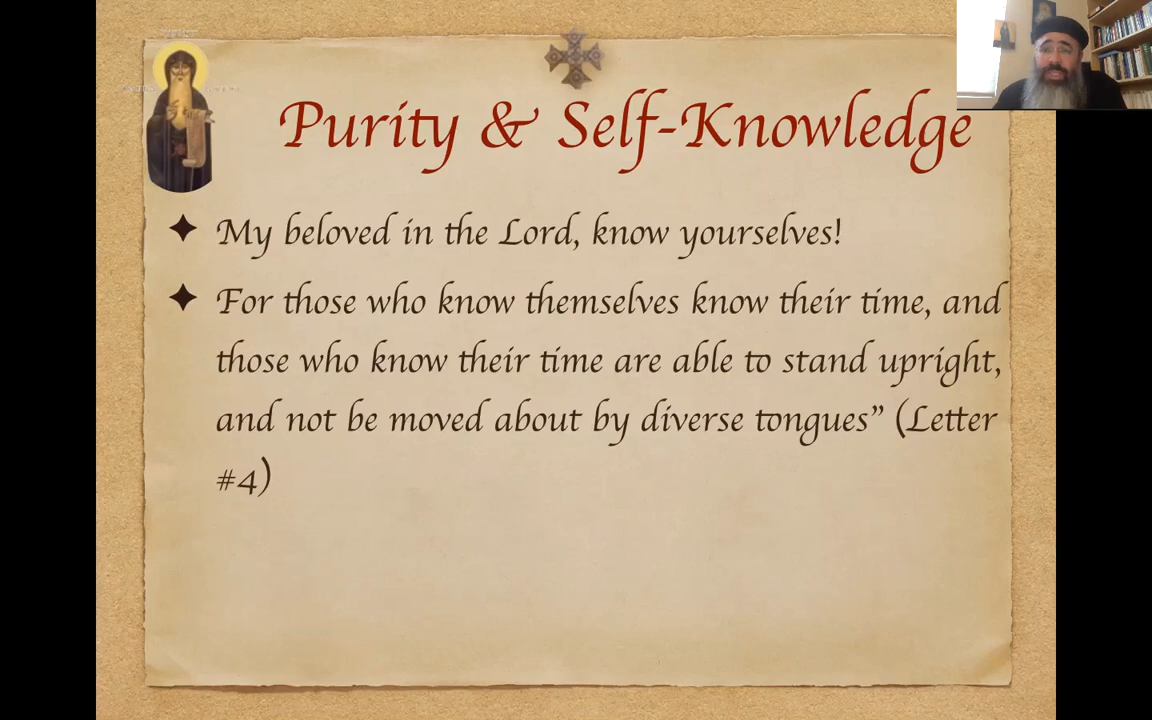 Purity & Self-Knowledge
My beloved in the Lord, know yourselves!
For those who know themselves know their time, and
those who know their time are able to stand upright,
and not be moved about by diverse tongues” (Letter
#4)